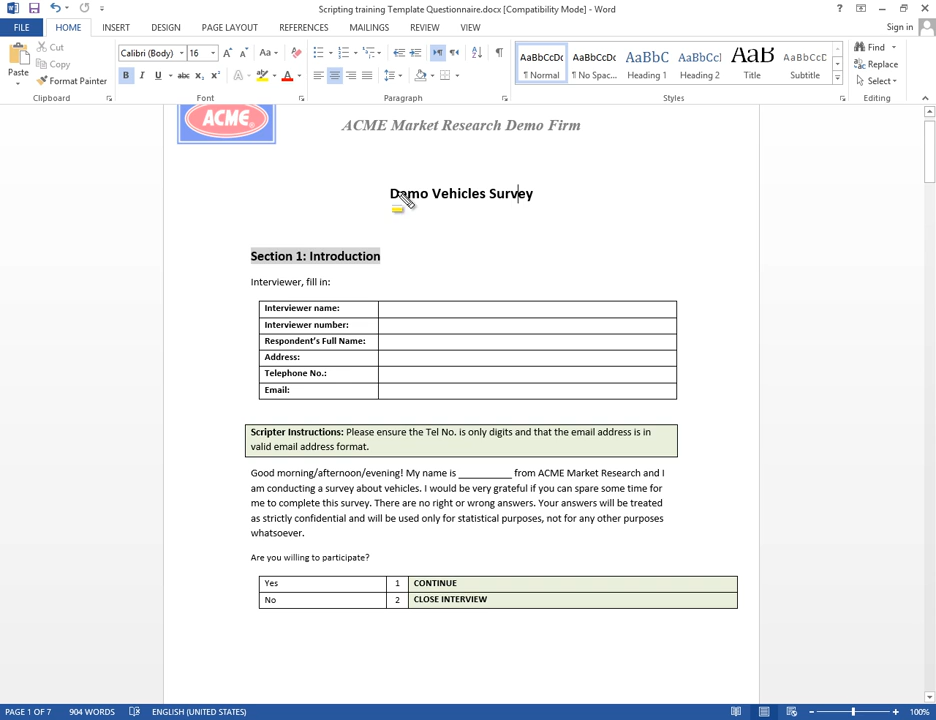 Scripting training Template Questionnaire.docx [Compatibility Mode] - Word
FILE HOME INSERT DESIGN PAGE LAYOUT REFERENCES MAILINGS REVIEW VIEW Sign in
Paste
Cut
Copy
Format Painter
Clipboard
Calibri (Body) 16
Font
Paragraph
AaBbCcDc AaBbCcDc AaBbC AaBbCcl AaB AaBbCcC
¶ Normal ¶ No Spac... Heading 1 Heading 2 Title Subtitle
Styles
Find
Replace
Select
Editing
ACME
ACME Market Research Demo Firm
Demo Vehicles Survey
Section 1: Introduction
Interviewer, fill in:
Interviewer name:
Interviewer number:
Respondent's Full Name:
Address:
Telephone No.:
Email:
Scripter Instructions: Please ensure the Tel No. is only digits and that the email address is in
valid email address format.
Good morning/afternoon/evening! My name is __________ from ACME Market Research and I
am conducting a survey about vehicles. I would be very grateful if you can spare some time for
me to complete this survey. There are no right or wrong answers. Your answers will be treated
as strictly confidential and will be used only for statistical purposes, not for any other purposes
whatsoever.
Are you willing to participate?
Yes 1 CONTINUE
No 2 CLOSE INTERVIEW
PAGE 1 OF 7 904 WORDS ENGLISH (UNITED STATES) 100%